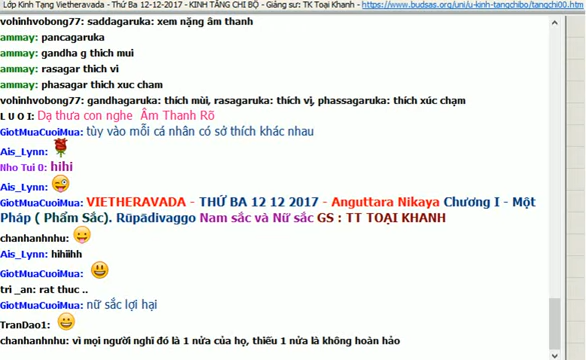 Lớp Kinh Tạng Vietheravada - Thứ Ba 12-12-2017 - KINH TĂNG CHI BỘ - Giảng sư: TK Toại Khanh - https://www.budsas.org/uni/u-kinh-tangchibo/tangchi00.htm
vohinhvobong77: saddagaruka: xem nặng âm thanh
ammay: pancagaruka
ammay: gandha g thich mui
ammay: rasagar thich vi
ammay: phasagar thich xuc cham
vohinhvobong77: gandhagaruka: thích mùi, rasagaruka: thích vị, phassagaruka: thích xúc chạm
L U O I: Dạ thưa con nghe Âm Thanh Rõ
GiotMuaCuoiMua: tùy vào mỗi cá nhân có sở thích khác nhau
Ais_Lynn:
Nho Tui 0: hihi
Ais_Lynn:
GiotMuaCuoiMua: VIETHERAVADA - THỨ BA 12 12 2017 - Anguttara Nikaya Chương I - Một
Pháp ( Phẩm Sắc). Rūpādivaggo Nam sắc và Nữ sắc GS : TT TOẠI KHANH
chanhanhnhu:
Ais_Lynn: hihiihh
GiotMuaCuoiMua:
tri _an: rat thuc ..
GiotMuaCuoiMua: nữ sắc lợi hại
TranDao1:
chanhanhnhu: vì mọi người nghĩ đó là 1 nửa của họ, thiếu 1 nửa là không hoàn hảo